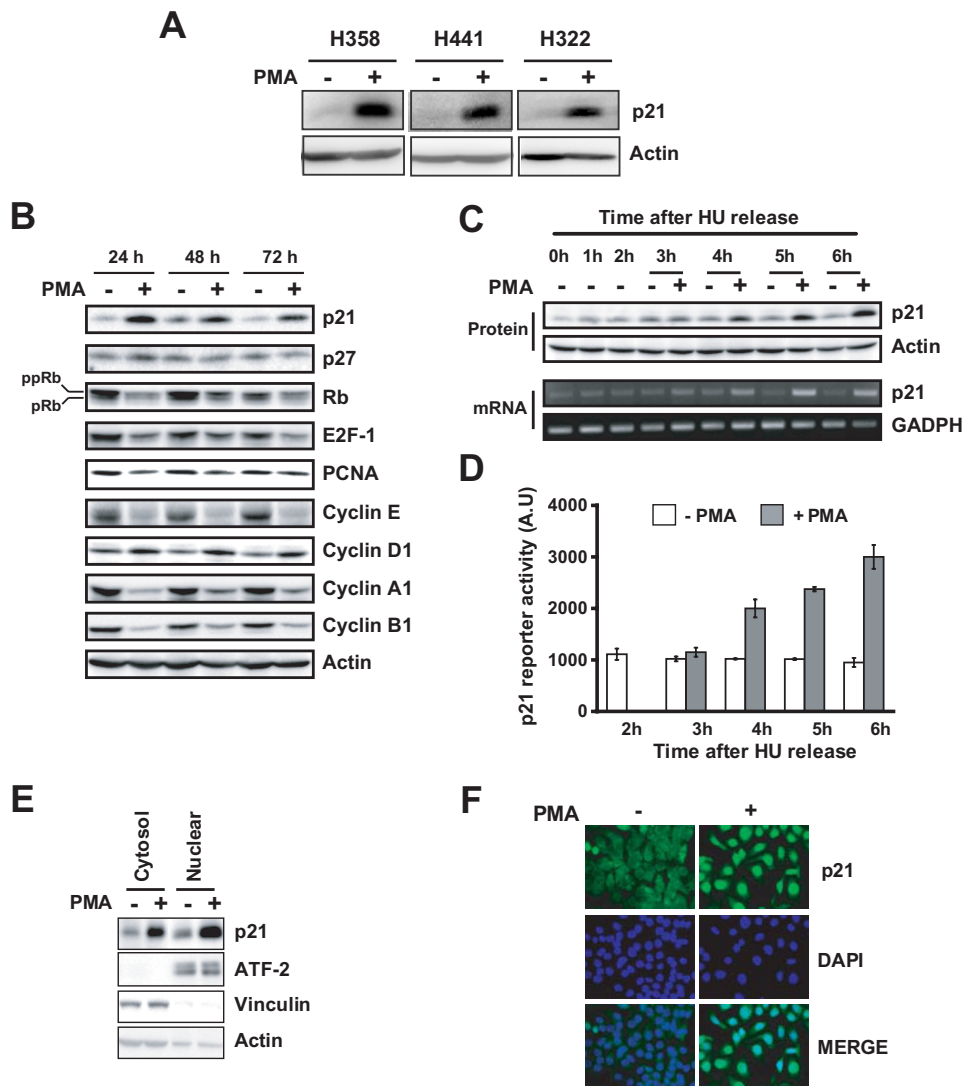 A
H358 H441 H322
PMA - + - + - +
p21
Actin
B
24 h 48 h 72 h
PMA - + - + - +
p21
p27
ppRb
pRb
Rb
E2F-1
PCNA
Cyclin E
Cyclin D1
Cyclin A1
Cyclin B1
Actin
C
Time after HU release
0h 1h 2h 3h 4h 5h 6h
PMA - - - - + - + - + - +
Protein
p21
Actin
mRNA
p21
GADPH
D
- PMA + PMA
p21 reporter activity (A.U)
4000
3000
2000
1000
0
2h 3h 4h 5h 6h
Time after HU release
E
Cytosol Nuclear
PMA - + - +
p21
ATF-2
Vinculin
Actin
F
PMA - +
p21
DAPI
MERGE